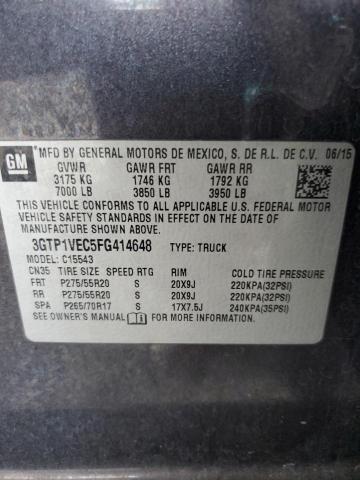 GM
MFD BY GENERAL MOTORS DE MEXICO, S. DE R.L. DE C.V. 06/15
GVWR GAWR FRT GAWR RR
3175 KG 1746 KG 1792 KG
7000 LB 3850 LB 3950 LB
THIS VEHICLE CONFORMS TO ALL APPLICABLE U.S. FEDERAL MOTOR
VEHICLE SAFETY STANDARDS IN EFFECT ON THE DATE OF
MANUFACTURE SHOWN ABOVE.
3GTP1VEC5FG414648 TYPE: TRUCK
MODEL: C15543
CN35 TIRE SIZE SPEED RTG RIM COLD TIRE PRESSURE
FRT P275/55R20 S 20X9J 220KPA(32PSI)
RR P275/55R20 S 20X9J 220KPA(32PSI)
SPA P265/70R17 S 17X7.5J 240KPA(35PSI)
SEE OWNER'S MANUAL FOR MORE INFORMATION.